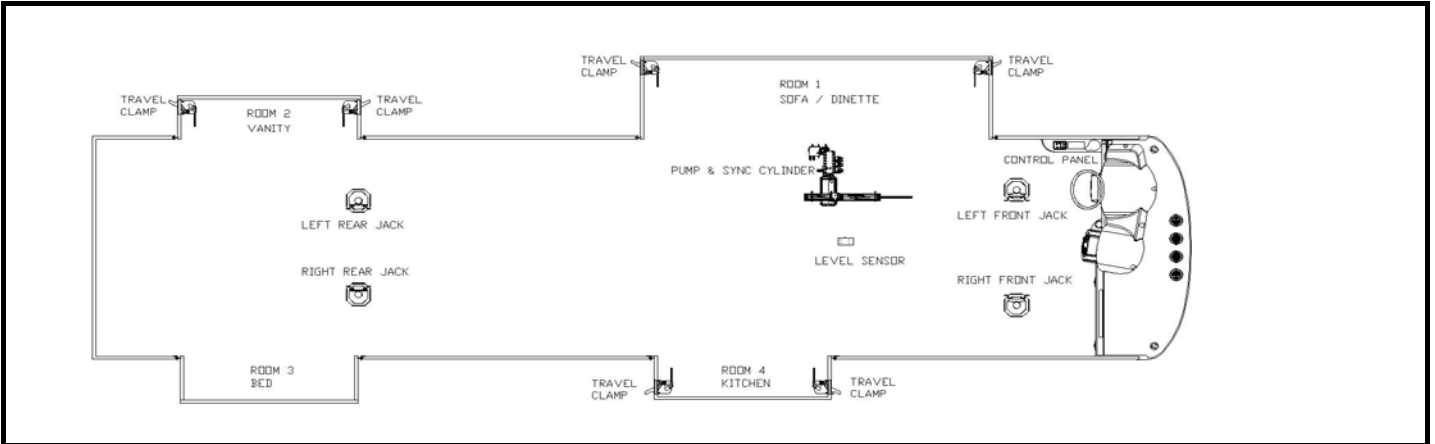 TRAVEL
CLAMP
TRAVEL
CLAMP
ROOM 1
SOFA / DINETTE
TRAVEL
CLAMP
TRAVEL
CLAMP
ROOM 2
VANITY
CONTROL PANEL
PUMP & SYNC CYLINDER
LEFT REAR JACK
LEFT FRONT JACK
LEVEL SENSOR
RIGHT REAR JACK
RIGHT FRONT JACK
ROOM 3
BED
ROOM 4
KITCHEN
TRAVEL
CLAMP
TRAVEL
CLAMP